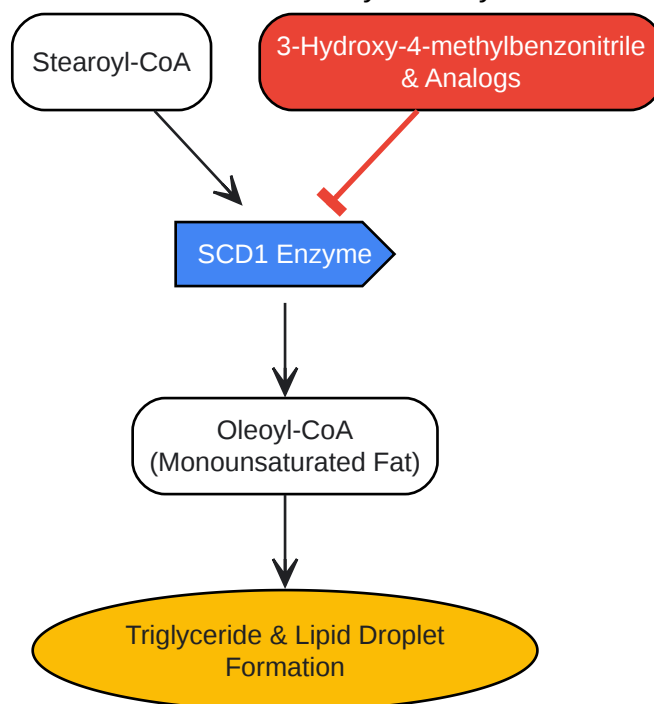 Stearoyl-CoA
3-Hydroxy-4-methylbenzonitrile
& Analogs
SCD1 Enzyme
Oleoyl-CoA
(Monounsaturated Fat)
Triglyceride & Lipid Droplet
Formation